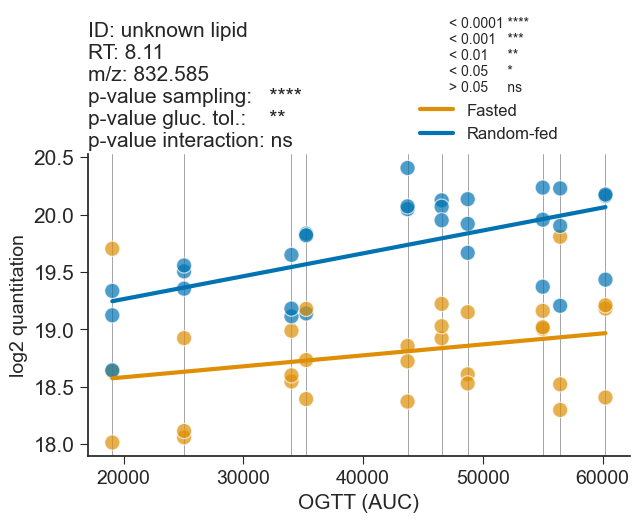 ID: unknown lipid
RT: 8.11
m/z: 832.585
p-value sampling: ****
p-value gluc. tol.: **
p-value interaction: ns
< 0.0001 ****
< 0.001 ***
< 0.01 **
< 0.05 *
> 0.05 ns
Fasted
Random-fed
20.5
20.0
19.5
19.0
18.5
18.0
log2 quantitation
20000 30000 40000 50000 60000
OGTT (AUC)